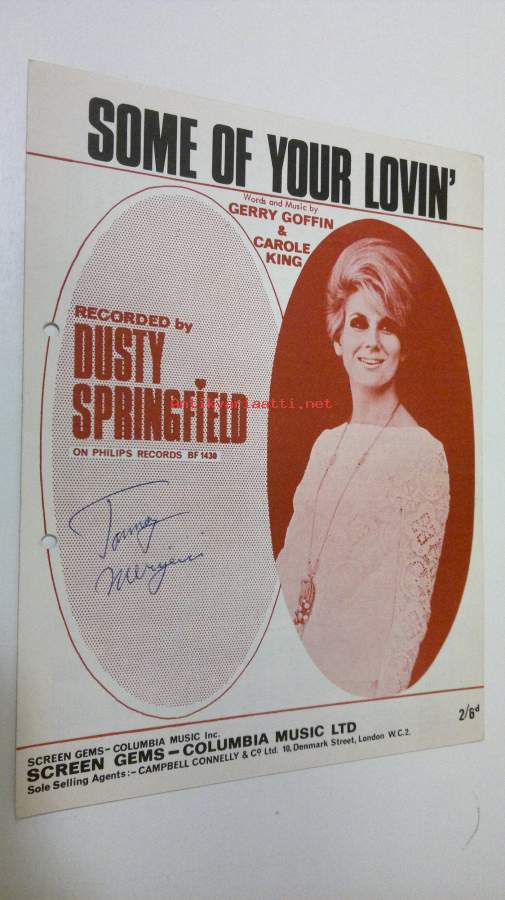 SOME OF YOUR LOVIN'
Words and Music by
GERRY GOFFIN
&
CAROLE
KING
RECORDED by
DUSTY
SPRINGFIELD
ON PHILIPS RECORDS BF 1430
antikvariaatti.net
2/6d
SCREEN GEMS-COLUMBIA MUSIC Inc.
SCREEN GEMS-COLUMBIA MUSIC LTD
Sole Selling Agents:- CAMPBELL CONNELLY & Co Ltd. 10, Denmark Street, London W.C.2.